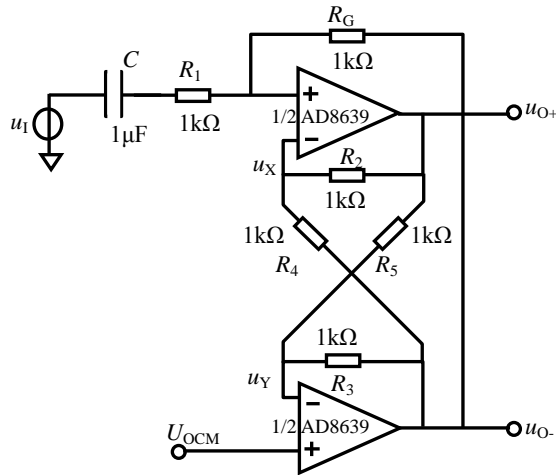 R_G
1kΩ
C
R_1
1μF
1kΩ
u_I
+
1/2 AD8639
−
u_O+
u_X
R_2
1kΩ
1kΩ
R_4
1kΩ
R_5
1kΩ
R_3
u_Y
−
1/2 AD8639
+
U_OCM
u_O-